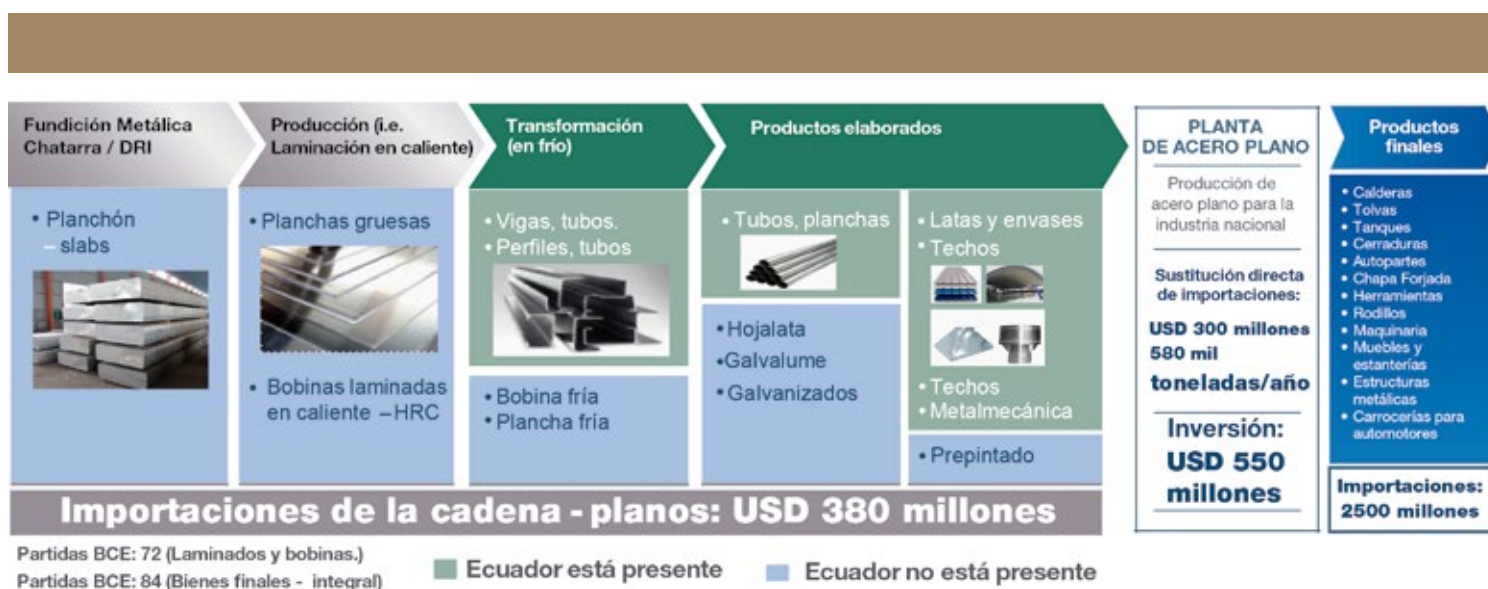 Fundición Metálica
Chatarra / DRI
Producción (i.e.
Laminación en caliente)
Transformación
(en frío)
Productos elaborados
• Planchón
– slabs
• Planchas gruesas
• Bobinas laminadas
en caliente – HRC
• Vigas, tubos.
• Perfiles, tubos
• Bobina fría
• Plancha fría
• Tubos, planchas
• Hojalata
• Galvalume
• Galvanizados
• Latas y envases
• Techos
• Techos
• Metalmecánica
• Prepintado
Importaciones de la cadena - planos: USD 380 millones
PLANTA
DE ACERO PLANO
Producción de
acero plano para la
industria nacional
Sustitución directa
de importaciones:
USD 300 millones
580 mil
toneladas/año
Inversión:
USD 550
millones
Productos
finales
• Calderas
• Tolvas
• Tanques
• Cerraduras
• Autopartes
• Chapa Forjada
• Herramientas
• Rodillos
• Maquinaria
• Muebles y
estanterías
• Estructuras
metálicas
• Carrocerías para
automotores
Importaciones:
2500 millones
Partidas BCE: 72 (Laminados y bobinas.)
Partidas BCE: 84 (Bienes finales - integral)
Ecuador está presente
Ecuador no está presente